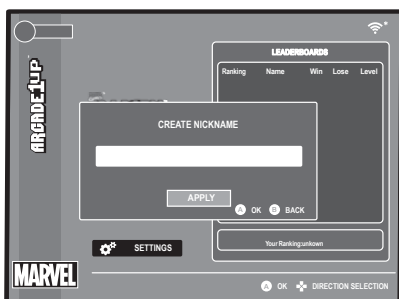 LEADERBOARDS
Ranking Name Win Lose Level
ARCADE1UP
CREATE NICKNAME
APPLY
A OK B BACK
SETTINGS
Your Ranking:unkown
MARVEL
A OK DIRECTION SELECTION